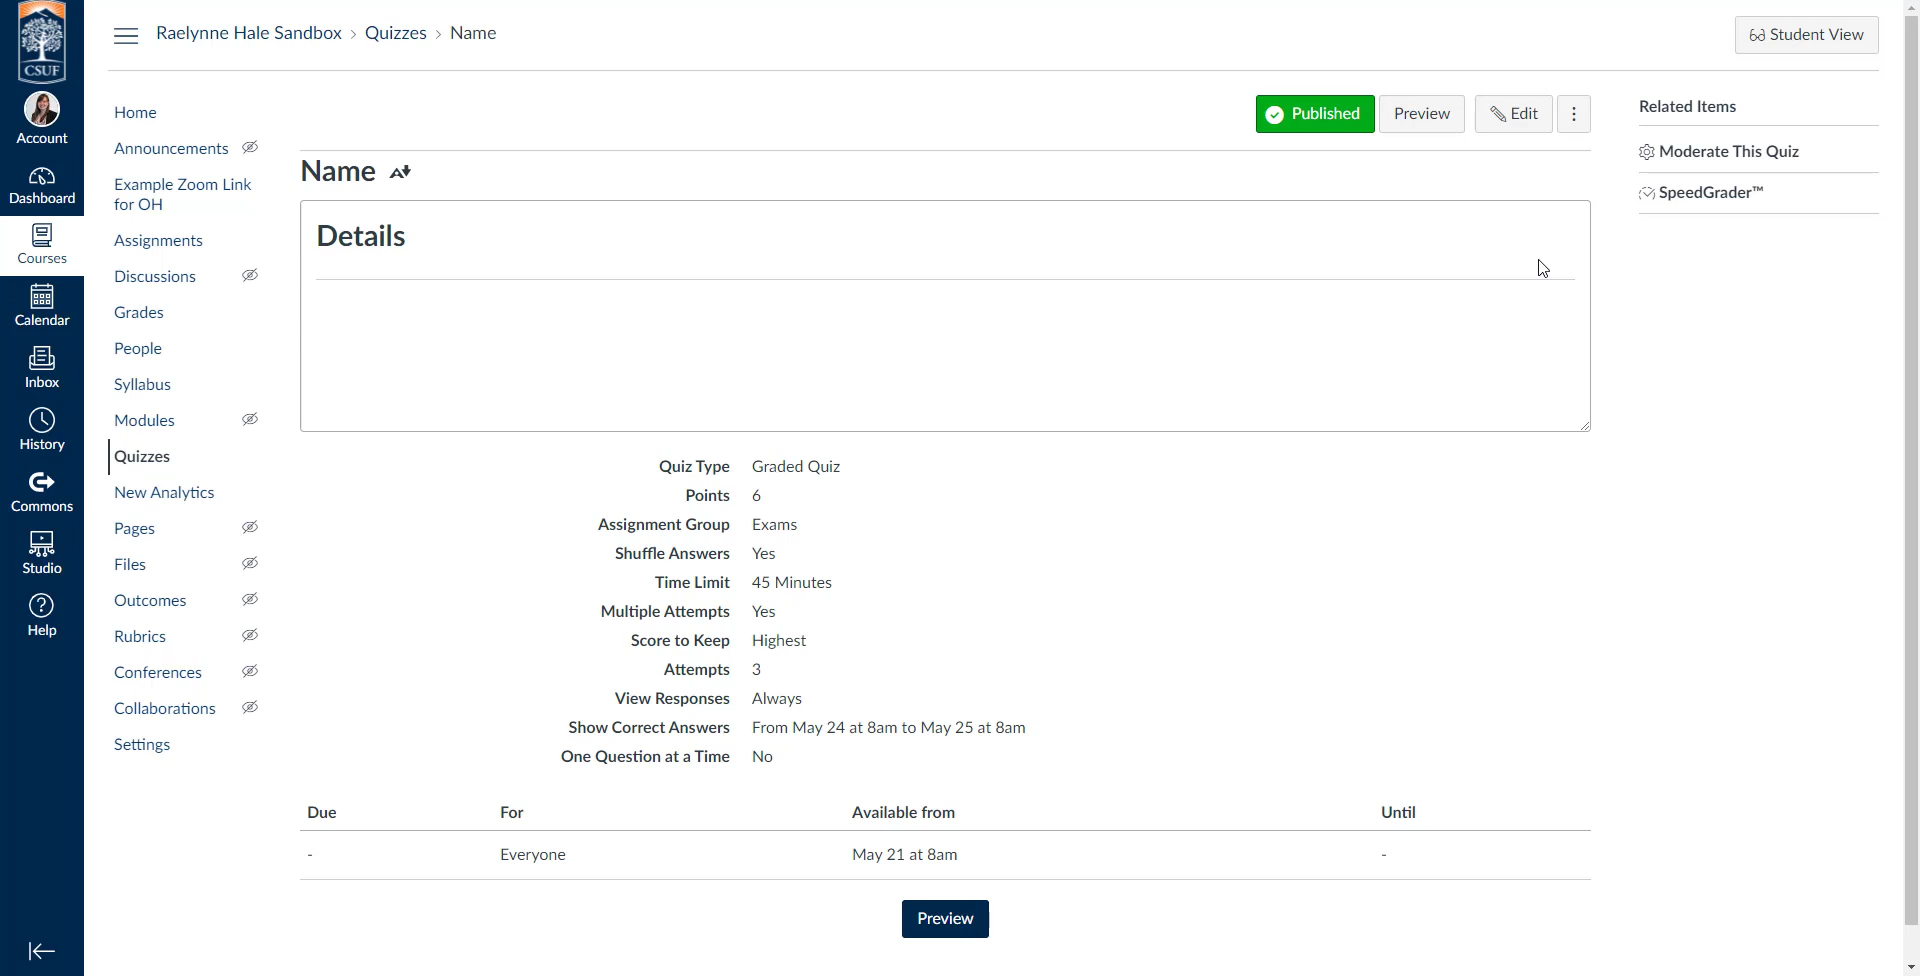 CSUF
Account
Dashboard
Courses
Calendar
Inbox
History
Commons
Studio
Help
Raelynne Hale Sandbox › Quizzes › Name
Student View
Home
Announcements
Example Zoom Link
for OH
Assignments
Discussions
Grades
People
Syllabus
Modules
Quizzes
New Analytics
Pages
Files
Outcomes
Rubrics
Conferences
Collaborations
Settings
Published Preview Edit
Name
Details
Quiz Type Graded Quiz
Points 6
Assignment Group Exams
Shuffle Answers Yes
Time Limit 45 Minutes
Multiple Attempts Yes
Score to Keep Highest
Attempts 3
View Responses Always
Show Correct Answers From May 24 at 8am to May 25 at 8am
One Question at a Time No
Due For Available from Until
- Everyone May 21 at 8am -
Preview
Related Items
Moderate This Quiz
SpeedGrader™